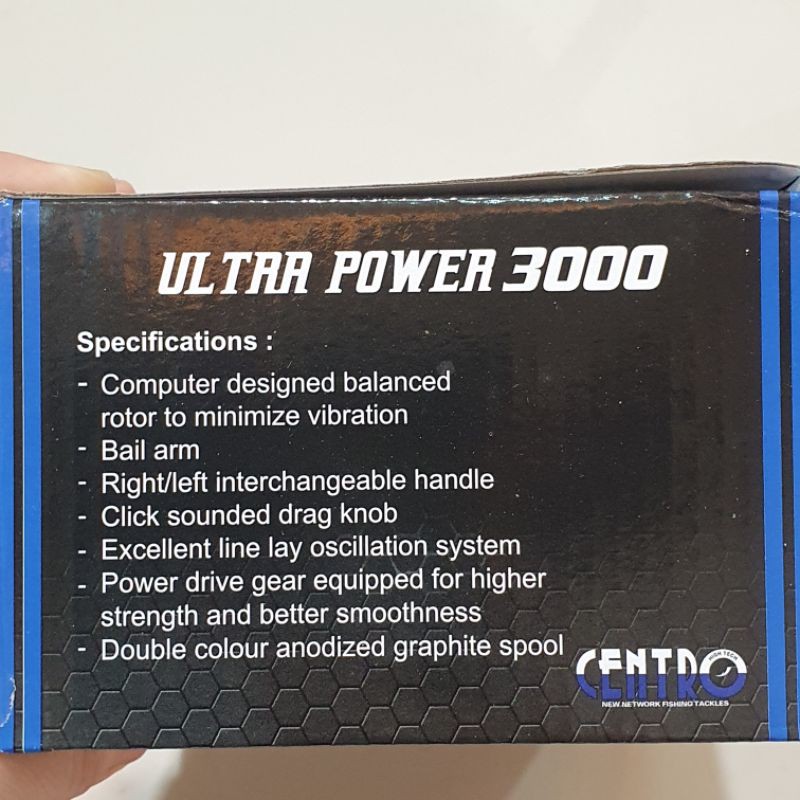 ULTRA POWER 3000
Specifications :
- Computer designed balanced
rotor to minimize vibration
- Bail arm
- Right/left interchangeable handle
- Click sounded drag knob
- Excellent line lay oscillation system
- Power drive gear equipped for higher
strength and better smoothness
- Double colour anodized graphite spool
CENTRO
HIGH TECH
NEW NETWORK FISHING TACKLES